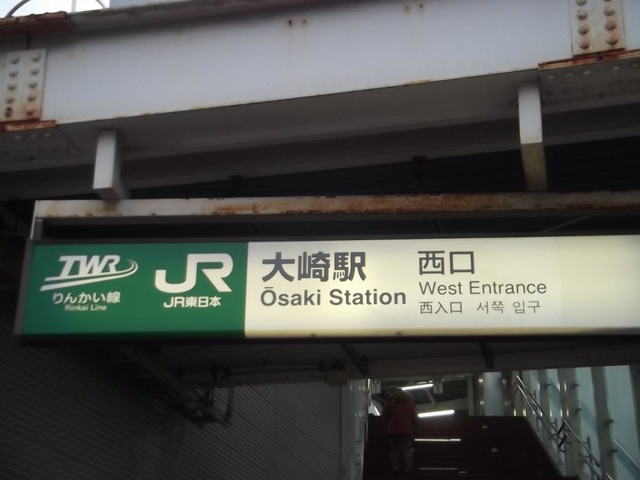 TWR
りんかい線
Rinkai Line
JR
JR東日本
大崎駅
Ōsaki Station
西口
West Entrance
西入口 서쪽 입구